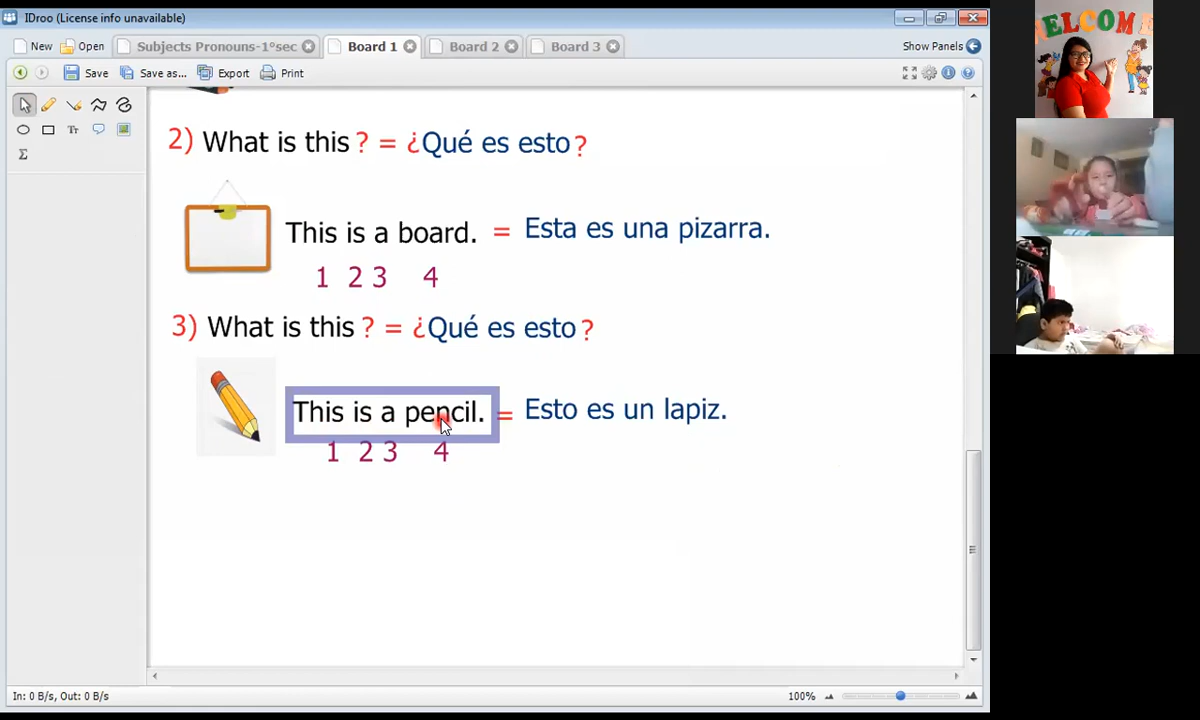 IDroo (License info unavailable)
New Open Subjects Pronouns-1°sec Board 1 Board 2 Board 3 Show Panels
Save Save as... Export Print
2) What is this ? = ¿Qué es esto ?
This is a board. = Esta es una pizarra.
1 2 3 4
3) What is this ? = ¿Qué es esto ?
This is a pencil. = Esto es un lapiz.
1 2 3 4
In: 0 B/s, Out: 0 B/s 100%
WELCOME